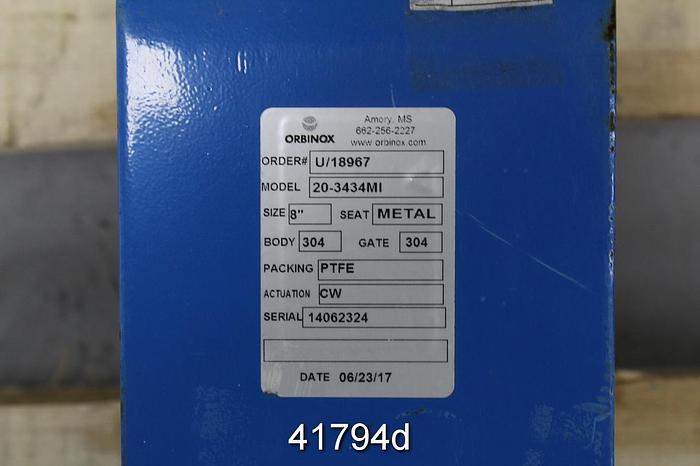 ORBINOX
Amory, MS
662-256-2227
www orbinox.com
ORDER# U/18967
MODEL 20-3434MI
SIZE 8" SEAT METAL
BODY 304 GATE 304
PACKING PTFE
ACTUATION CW
SERIAL 14062324
DATE 06/23/17
41794d